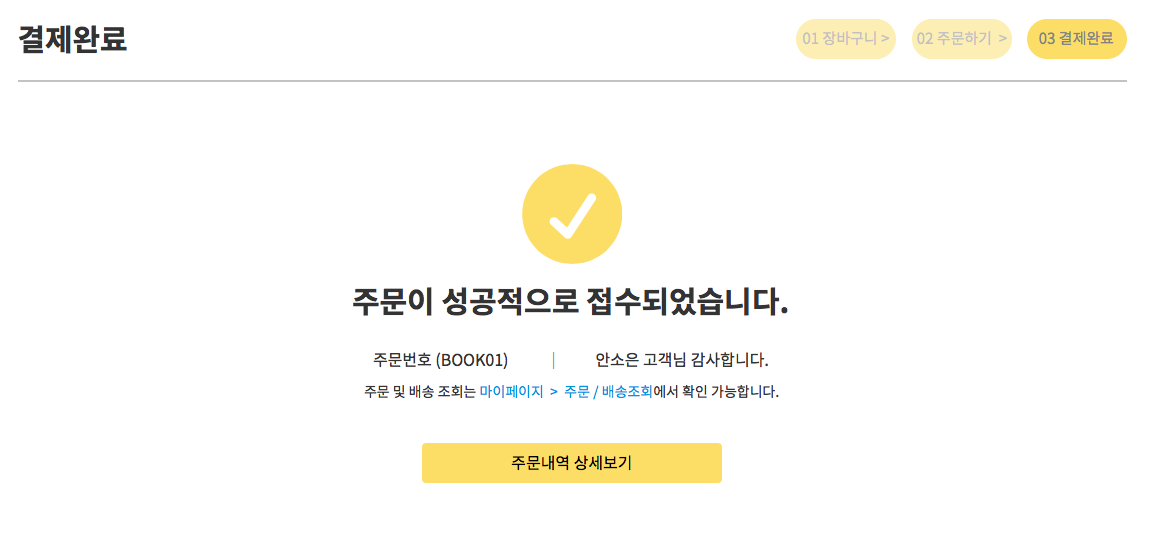 결제완료
01 장바구니 >
02 주문하기 >
03 결제완료
주문이 성공적으로 접수되었습니다.
주문번호 (BOOK01) | 안소은 고객님 감사합니다.
주문 및 배송 조회는 마이페이지 > 주문 / 배송조회에서 확인 가능합니다.
주문내역 상세보기